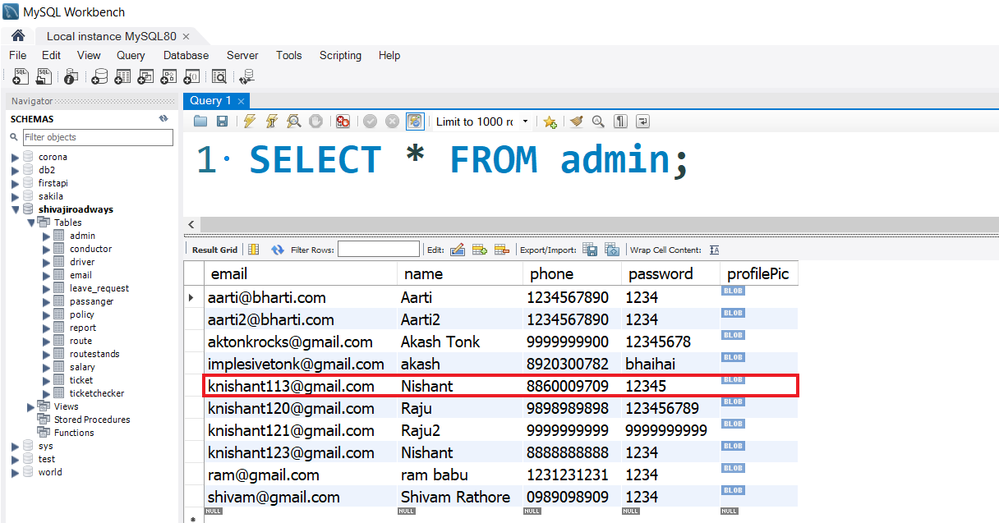 MySQL Workbench
Local instance MySQL80 ×
File Edit View Query Database Server Tools Scripting Help
Navigator
SCHEMAS
Filter objects
corona
db2
firstapi
sakila
shivajiroadways
Tables
admin
conductor
driver
email
leave_request
passanger
policy
report
route
routestands
salary
ticket
ticketchecker
Views
Stored Procedures
Functions
sys
test
world
Query 1 ×
Limit to 1000 rc
1 SELECT * FROM admin;
Result Grid Filter Rows: Edit: Export/Import: Wrap Cell Content:
email name phone password profilePic
aarti@bharti.com Aarti 1234567890 1234 BLOB
aarti2@bharti.com Aarti2 1234567890 1234 BLOB
aktonkrocks@gmail.com Akash Tonk 9999999900 12345678 BLOB
implesivetonk@gmail.com akash 8920300782 bhaihai BLOB
knishant113@gmail.com Nishant 8860009709 12345 BLOB
knishant120@gmail.com Raju 9898989898 123456789 BLOB
knishant121@gmail.com Raju2 9999999999 9999999999 BLOB
knishant123@gmail.com Nishant 8888888888 1234 BLOB
ram@gmail.com ram babu 1231231231 1234 BLOB
shivam@gmail.com Shivam Rathore 0989098909 1234 BLOB
NULL NULL NULL NULL NULL